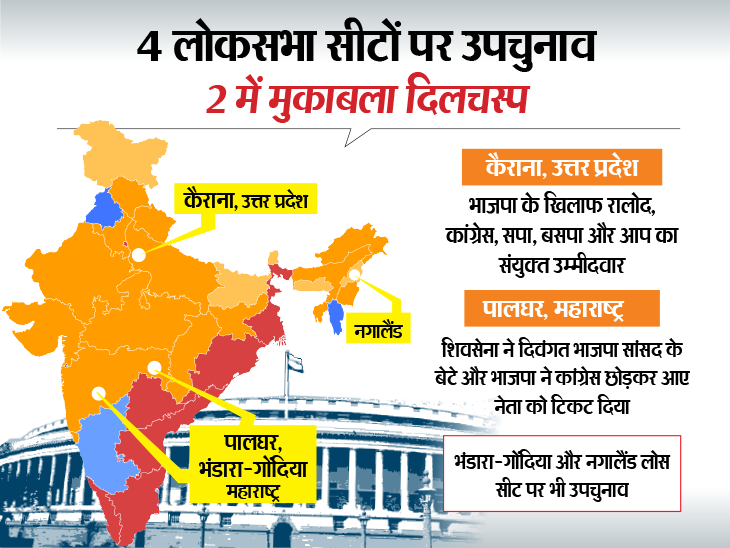 4 लोकसभा सीटों पर उपचुनाव
2 में मुकाबला दिलचस्प
कैराना, उत्तर प्रदेश
नगालैंड
पालघर,
भंडारा-गोंदिया
महाराष्ट्र
कैराना, उत्तर प्रदेश
भाजपा के खिलाफ रालोद,
कांग्रेस, सपा, बसपा और आप का
संयुक्त उम्मीदवार
पालघर, महाराष्ट्र
शिवसेना ने दिवंगत भाजपा सांसद के
बेटे और भाजपा ने कांग्रेस छोड़कर आए
नेता को टिकट दिया
भंडारा-गोंदिया और नगालैंड लोस
सीट पर भी उपचुनाव